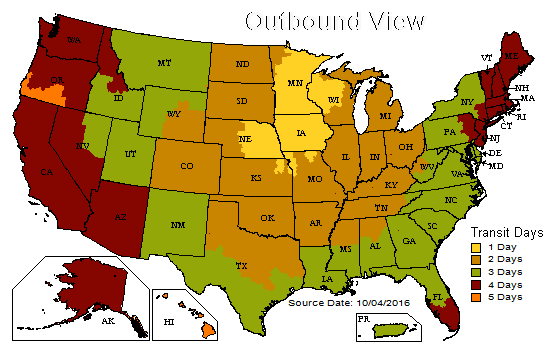 Outbound View
WA
MT
ND
MN
VT
ME
OR
ID
SD
WI
MI
NY
NH
MA
RI
CT
WY
NV
NE
IA
PA
NJ
DE
MD
UT
CO
IL
IN
OH
WV
VA
CA
KS
MO
KY
NC
AZ
NM
OK
AR
TN
SC
MS
AL
GA
TX
LA
FL
AK
HI
PR
Transit Days
1 Day
2 Days
3 Days
4 Days
5 Days
Source Date: 10/04/2016